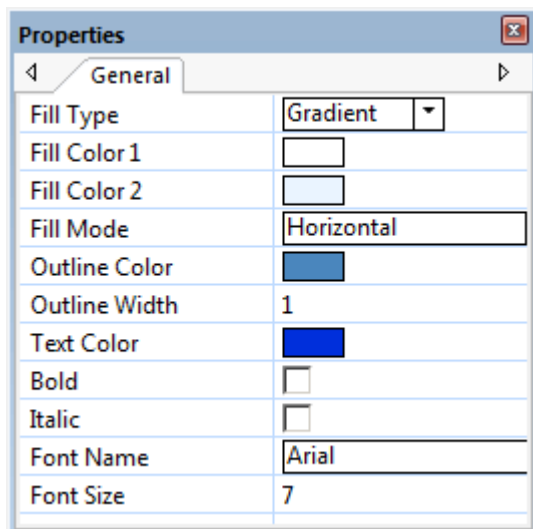 Properties
General
Fill Type Gradient
Fill Color 1
Fill Color 2
Fill Mode Horizontal
Outline Color
Outline Width 1
Text Color
Bold
Italic
Font Name Arial
Font Size 7